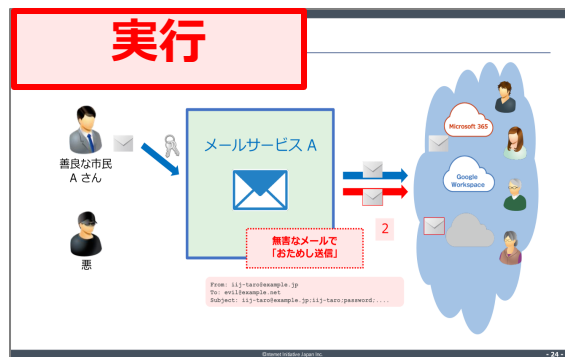 実行
善良な市民
A さん
悪
メールサービス A
無害なメールで
「おためし送信」
2
Microsoft 365
Google
Workspace
From: iij-taro@example.jp
To: evil@example.net
Subject: iij-taro@example.jp:iij-taro:password;....
©Internet Initiative Japan Inc.
- 24 -